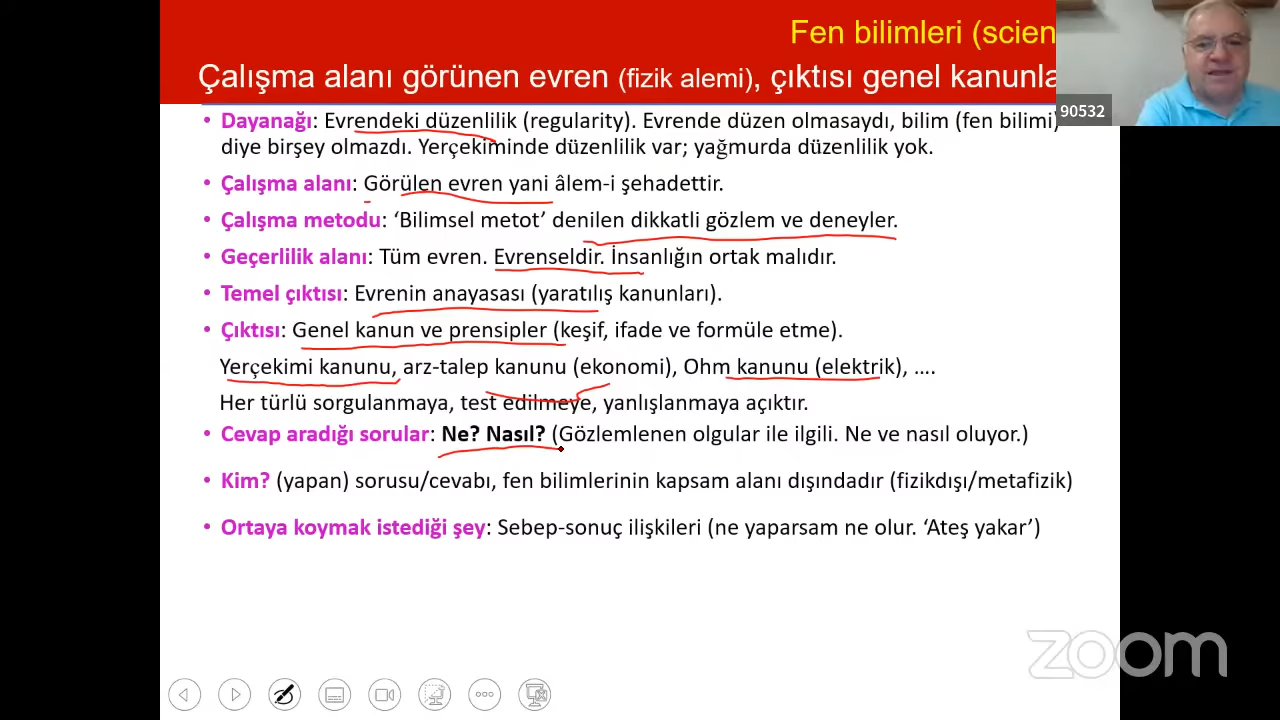 Fen bilimleri (scien
Çalışma alanı görünen evren (fizik alemi), çıktısı genel kanunla
90532
• Dayanağı: Evrendeki düzenlilik (regularity). Evrende düzen olmasaydı, bilim (fen bilimi)
diye birşey olmazdı. Yerçekiminde düzenlilik var; yağmurda düzenlilik yok.
• Çalışma alanı: Görülen evren yani âlem-i şehadettir.
• Çalışma metodu: ‘Bilimsel metot’ denilen dikkatli gözlem ve deneyler.
• Geçerlilik alanı: Tüm evren. Evrenseldir. İnsanlığın ortak malıdır.
• Temel çıktısı: Evrenin anayasası (yaratılış kanunları).
• Çıktısı: Genel kanun ve prensipler (keşif, ifade ve formüle etme).
Yerçekimi kanunu, arz-talep kanunu (ekonomi), Ohm kanunu (elektrik), ....
Her türlü sorgulanmaya, test edilmeye, yanlışlanmaya açıktır.
• Cevap aradığı sorular: Ne? Nasıl? (Gözlemlenen olgular ile ilgili. Ne ve nasıl oluyor.)
• Kim? (yapan) sorusu/cevabı, fen bilimlerinin kapsam alanı dışındadır (fizikdışı/metafizik)
• Ortaya koymak istediği şey: Sebep-sonuç ilişkileri (ne yaparsam ne olur. ‘Ateş yakar’)
zoom